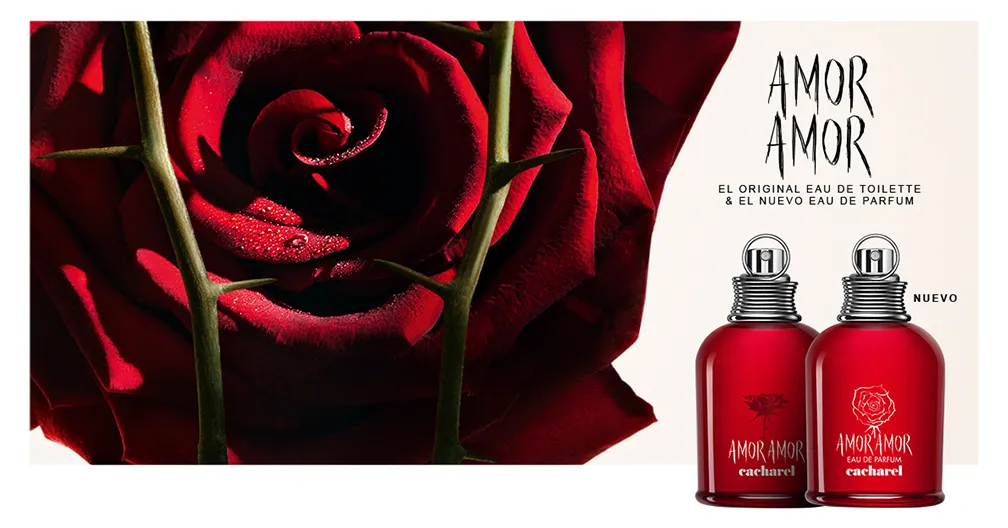 AMOR
AMOR
EL ORIGINAL EAU DE TOILETTE
& EL NUEVO EAU DE PARFUM
NUEVO
AMOR AMOR
cacharel
AMOR AMOR
EAU DE PARFUM
cacharel